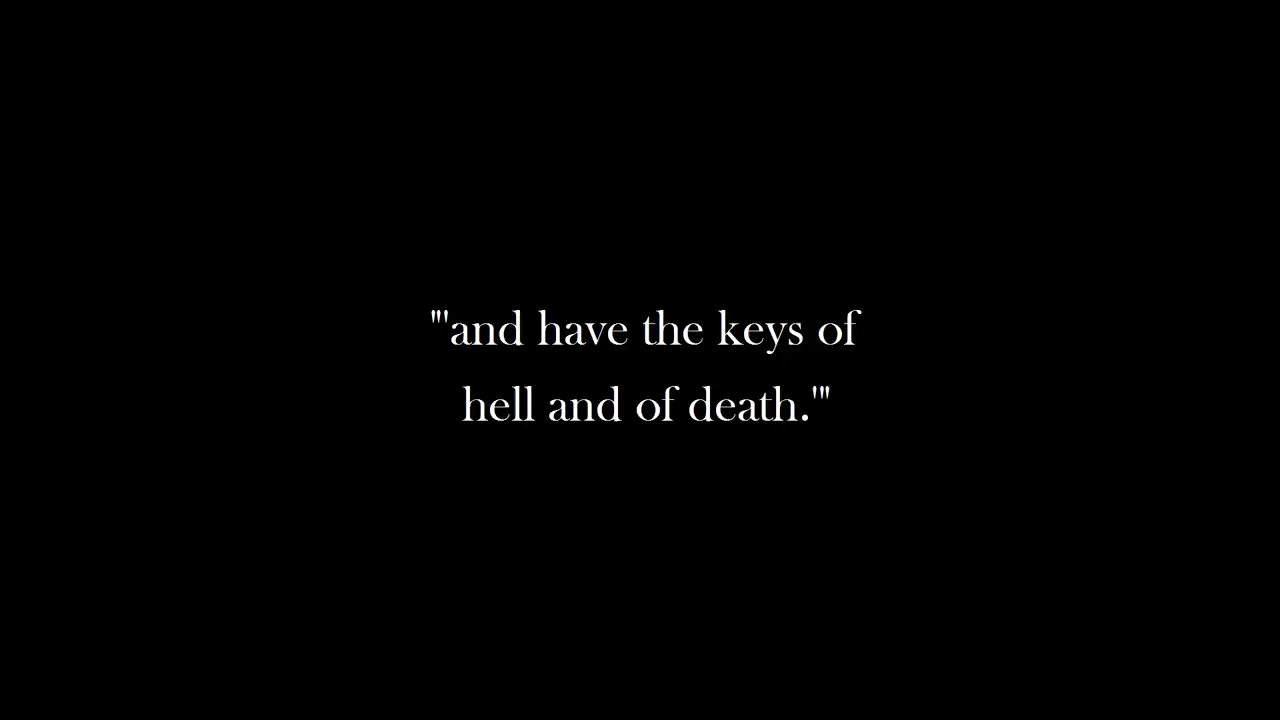 "'and have the keys of
hell and of death.'"